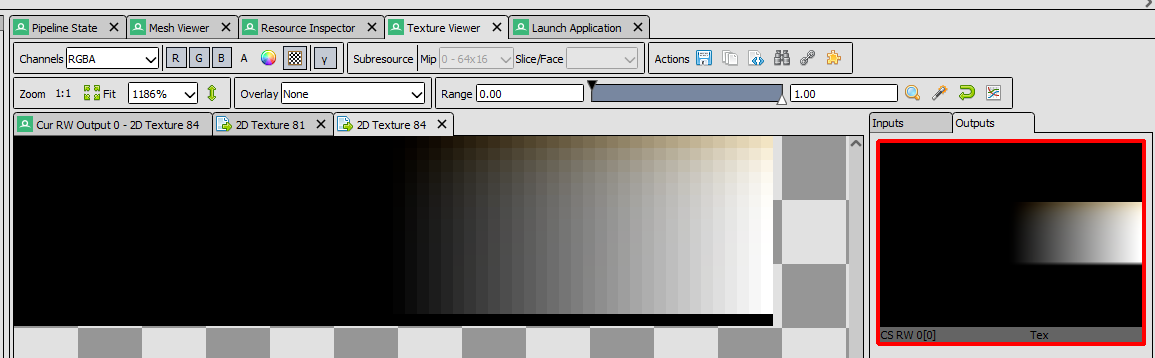 Pipeline State Mesh Viewer Resource Inspector Texture Viewer Launch Application
Channels RGBA R G B A γ Subresource Mip 0 - 64x16 Slice/Face Actions
Zoom 1:1 Fit 1186% Overlay None Range 0.00 1.00
Cur RW Output 0 - 2D Texture 84 2D Texture 81 2D Texture 84 Inputs Outputs
CS RW 0[0] Tex